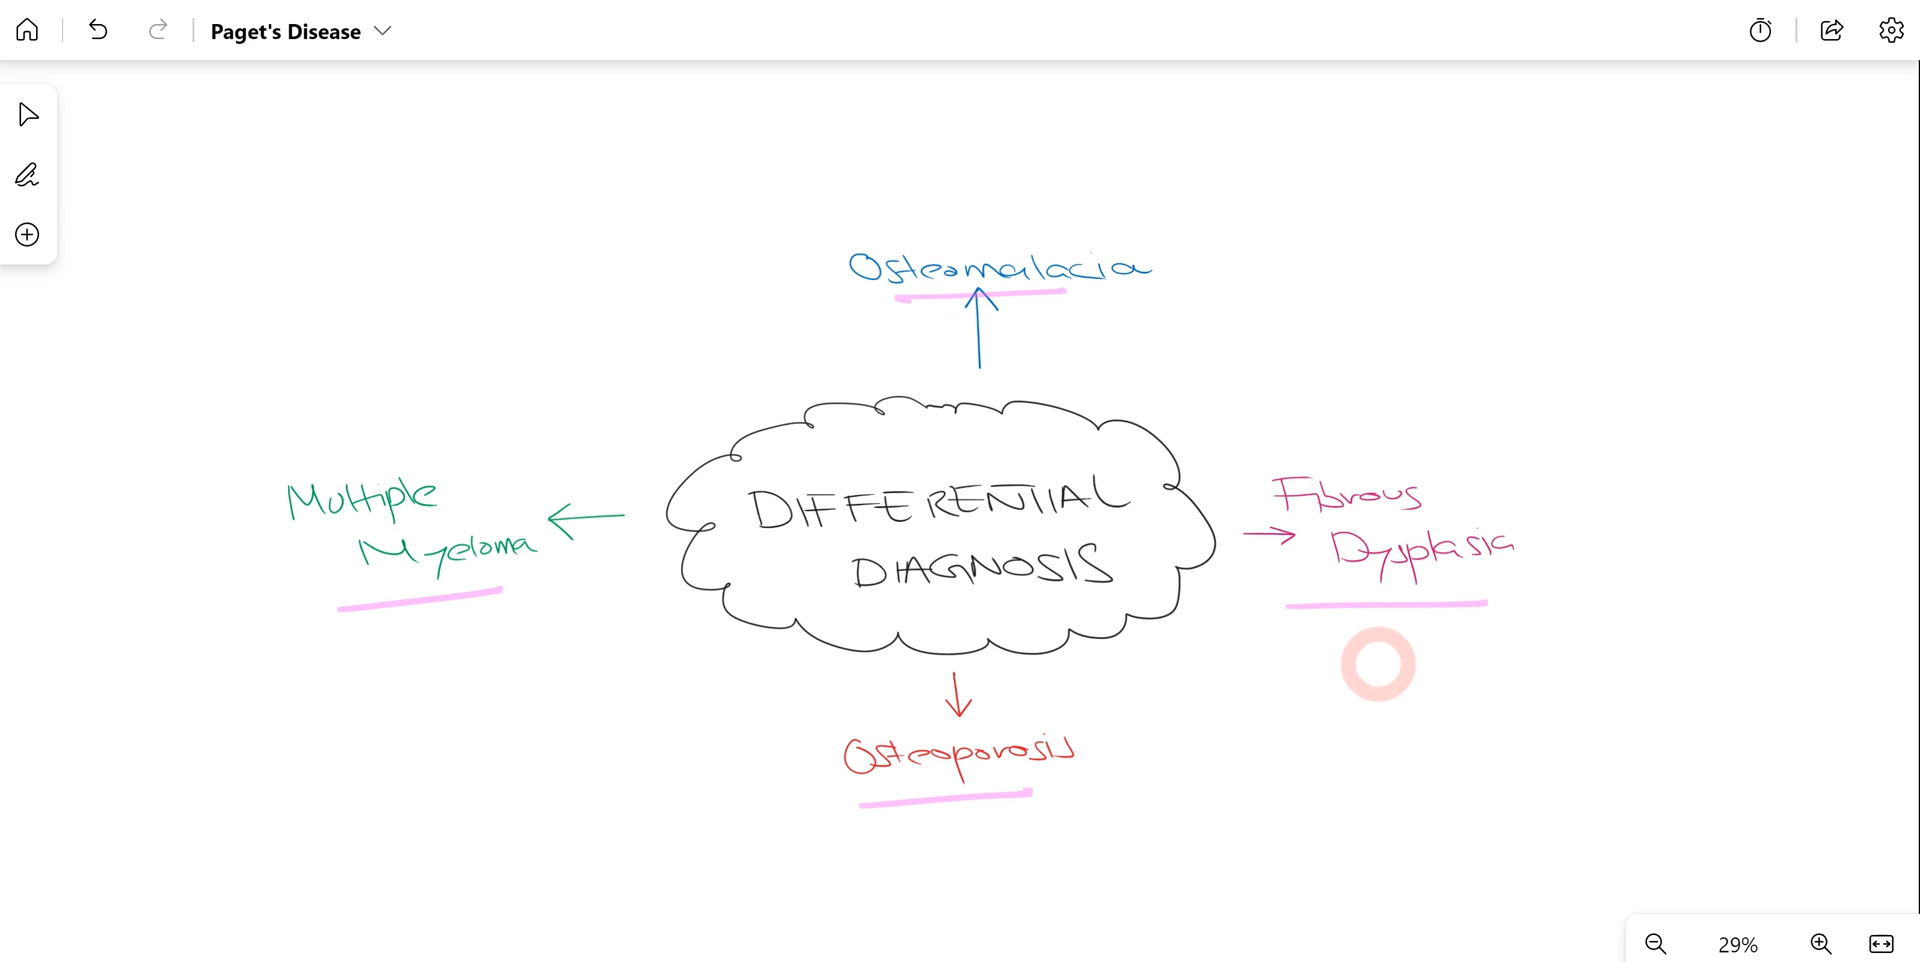 Paget's Disease
Osteomalacia
Multiple
Myeloma
DIFFERENTIAL
DIAGNOSIS
Fibrous
Dysplasia
Osteoporosis
29%